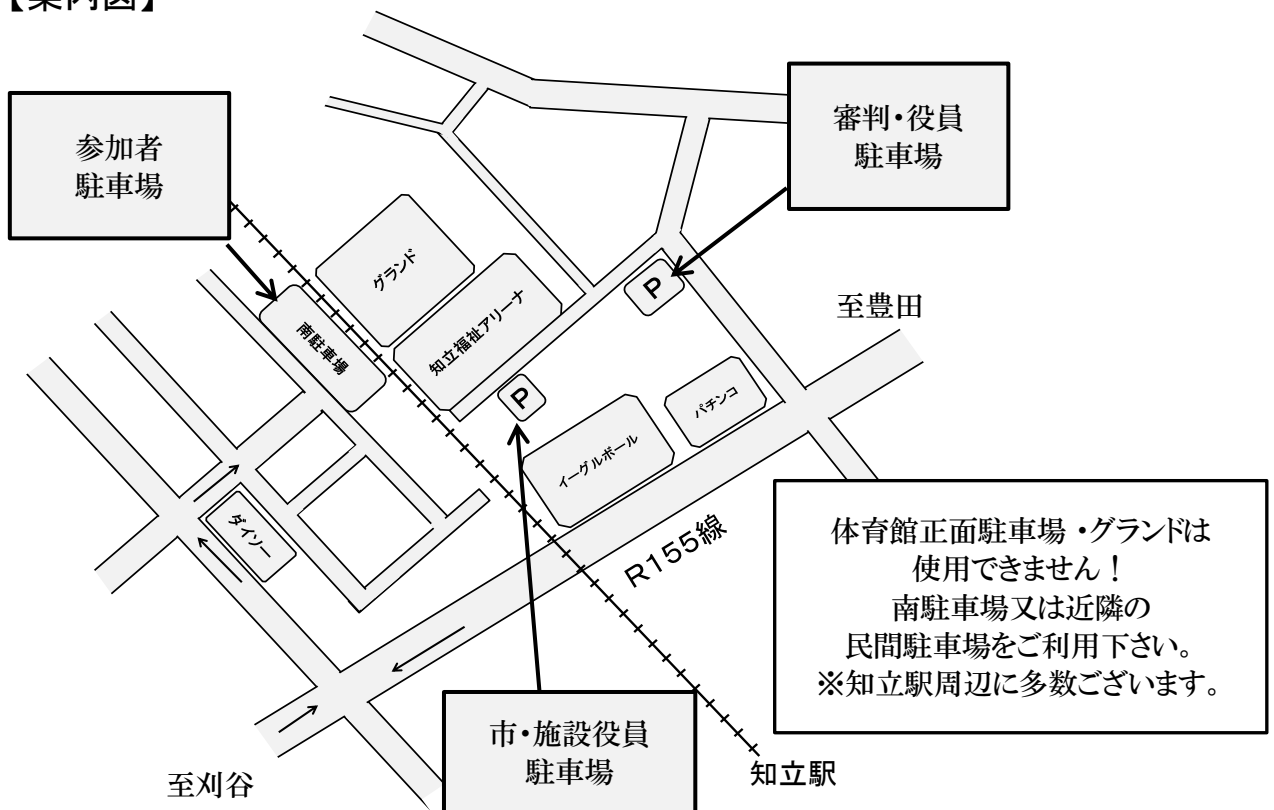 【案内図】
参加者
駐車場
審判・役員
駐車場
グランド
知立福祉アリーナ
南駐車場
P
至豊田
P
パチンコ
イーグルボール
ダイソー
R155線
体育館正面駐車場・グランドは
使用できません！
南駐車場又は近隣の
民間駐車場をご利用下さい。
※知立駅周辺に多数ございます。
市・施設役員
駐車場
知立駅
至刈谷